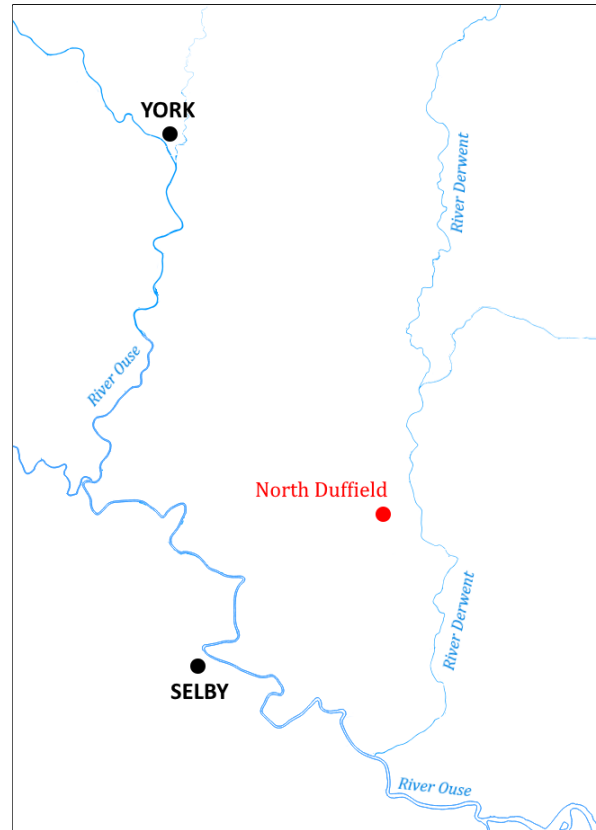 YORK
River Derwent
River Ouse
North Duffield
River Derwent
SELBY
River Ouse